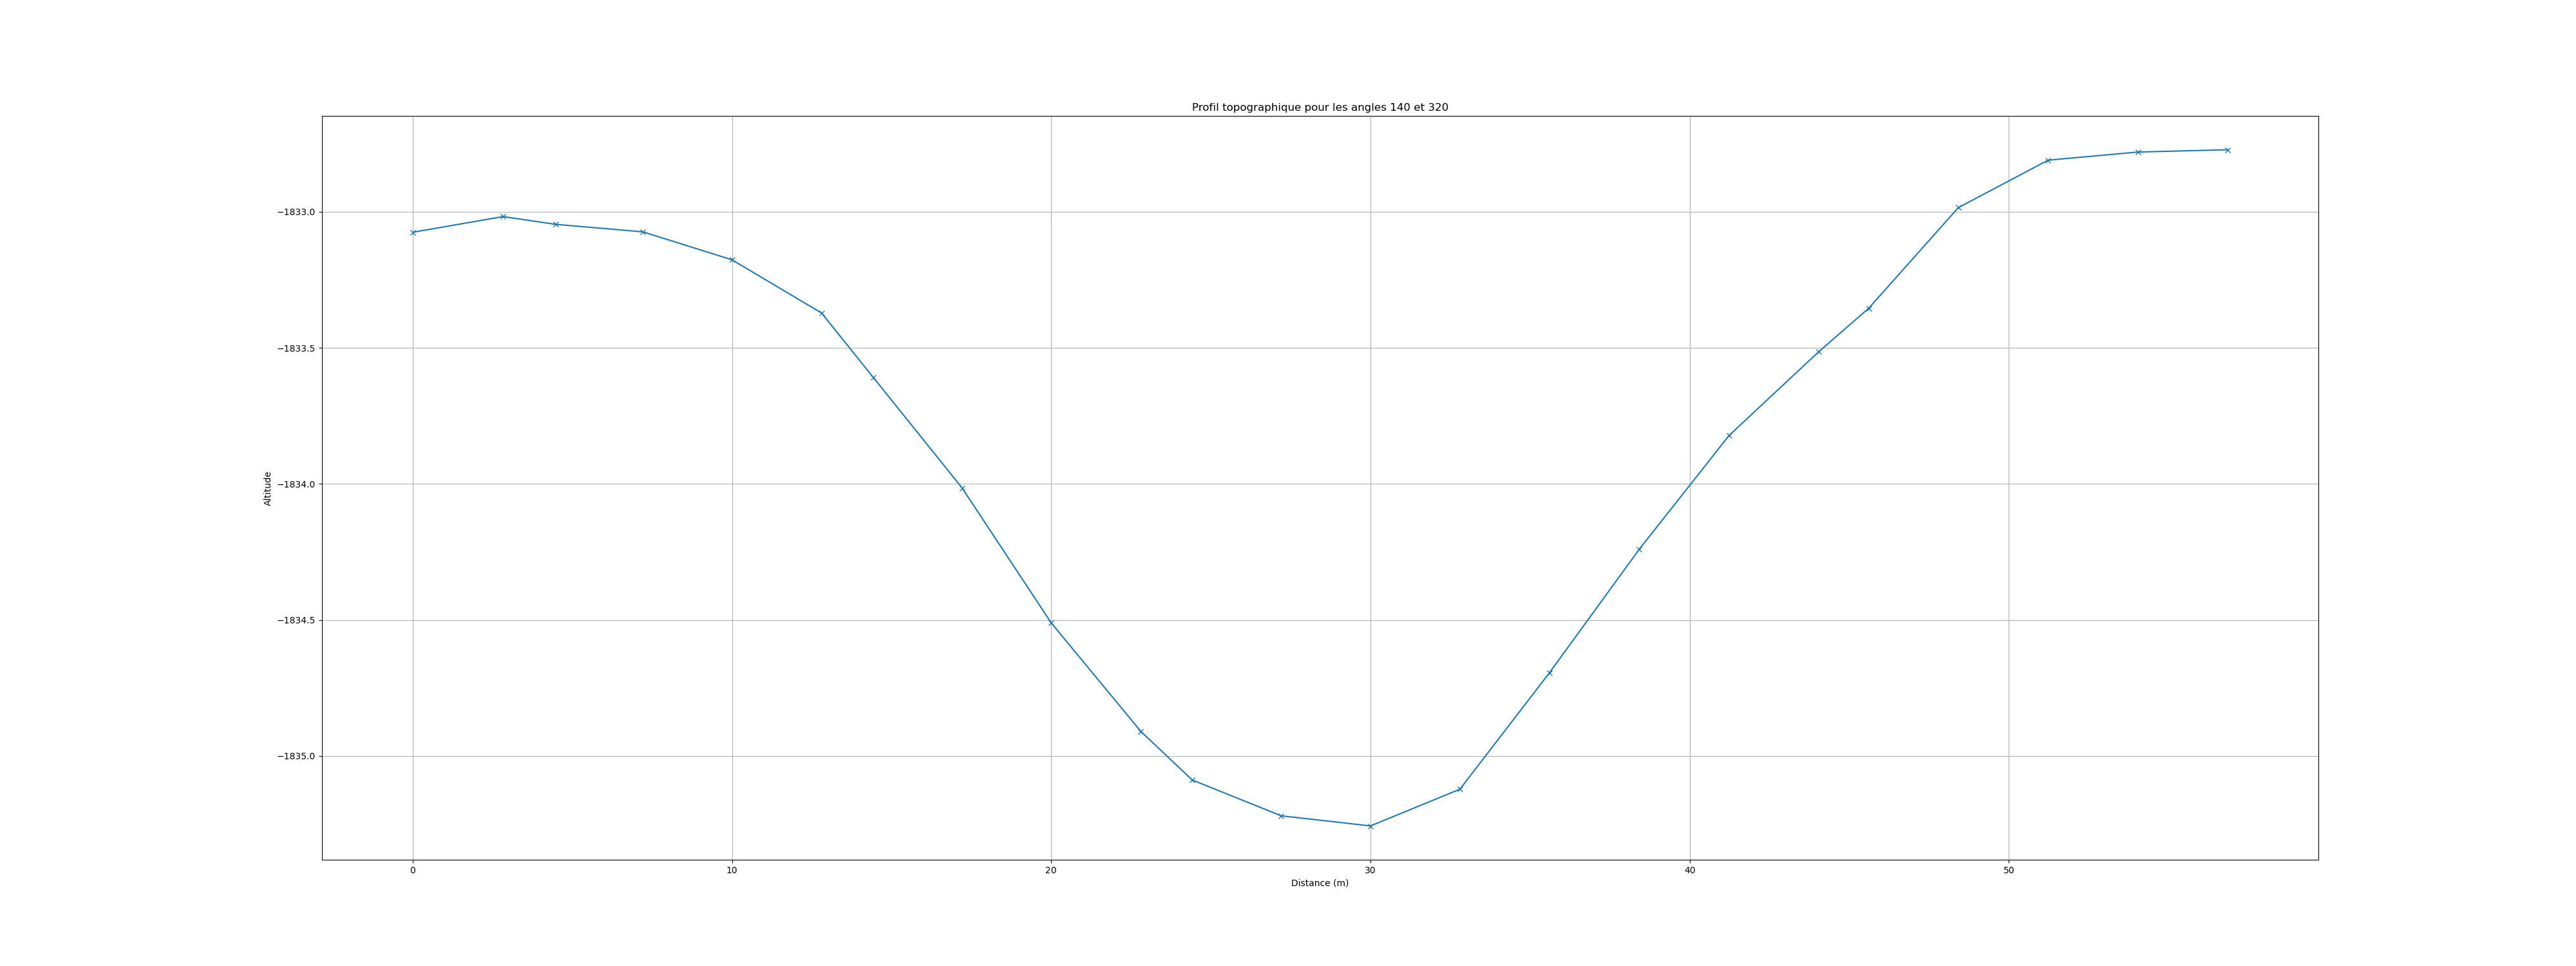 Profil topographique pour les angles 140 et 320
−1833.0
−1833.5
−1834.0
−1834.5
−1835.0
Altitude
0 10 20 30 40 50
Distance (m)